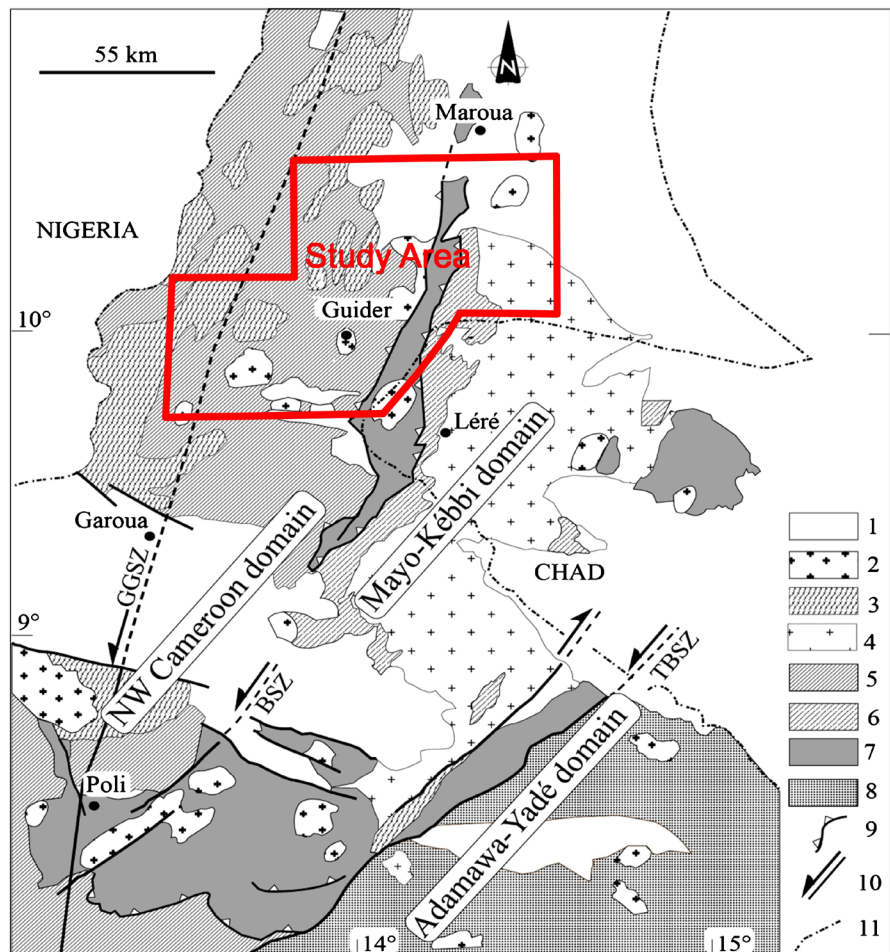 55 km
N
Maroua
NIGERIA
Study Area
10°
Guider
Léré
Garoua
GGSZ
NW Cameroon domain
Mayo-Kébbi domain
CHAD
9°
BSZ
TBSZ
Poli
Adamawa-Yadé domain
14°
15°
1
2
3
4
5
6
7
8
9
10
11